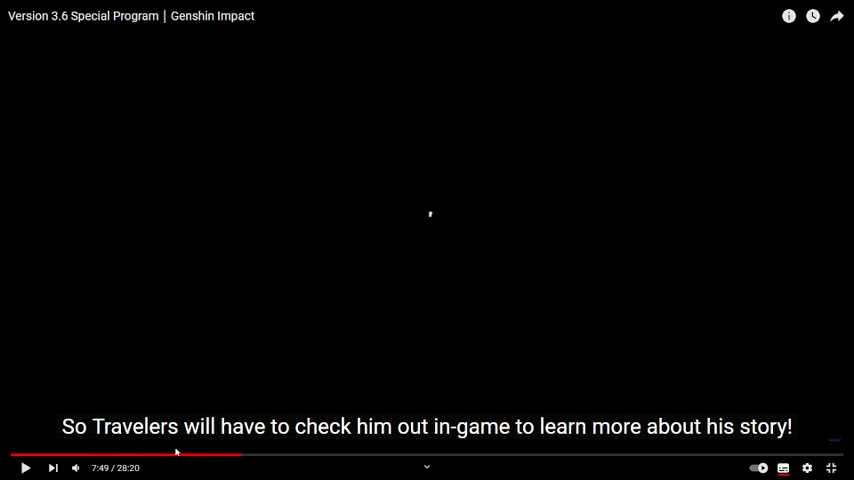 Version 3.6 Special Program | Genshin Impact
So Travelers will have to check him out in-game to learn more about his story!
7:49 / 28:20